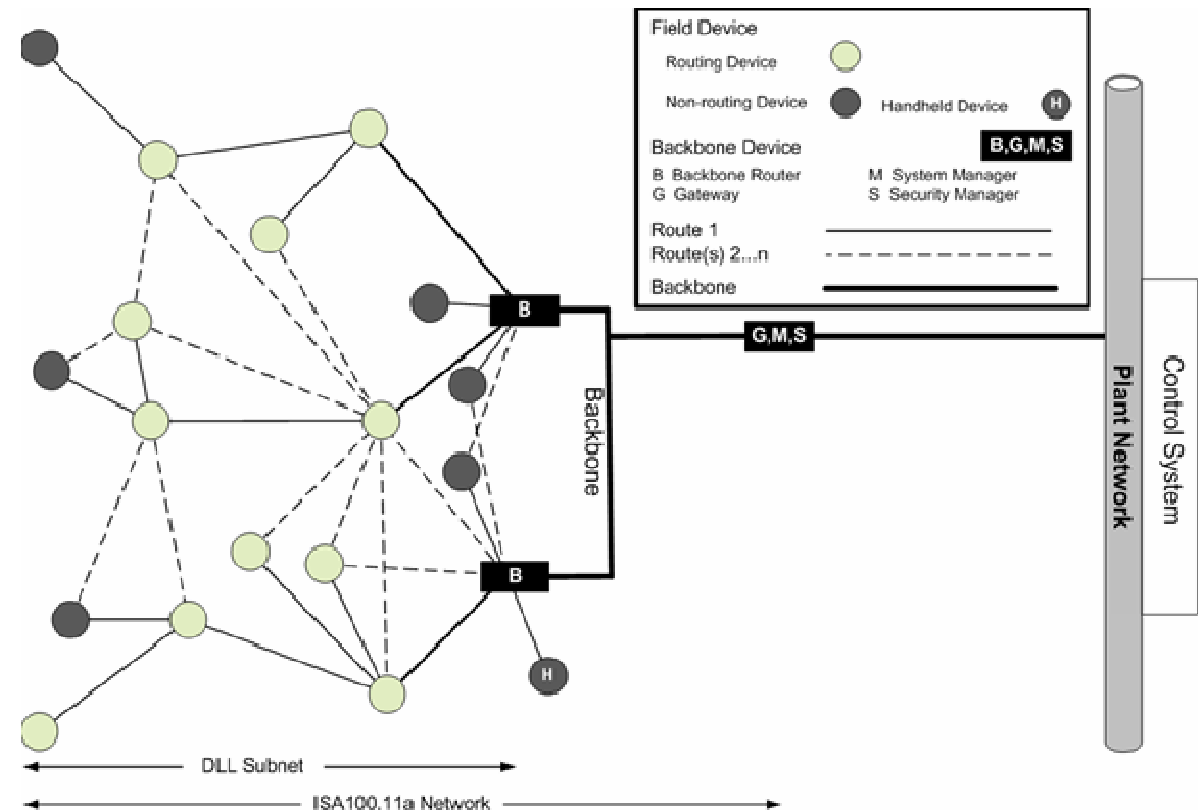 Field Device
Routing Device
Non-routing Device
Handheld Device
H
Backbone Device
B,G,M,S
B Backbone Router
M System Manager
G Gateway
S Security Manager
Route 1
Route(s) 2...n
Backbone
B
G,M,S
Backbone
Plant Network
Control System
B
H
DILL Subnet
ISA100.11a Network